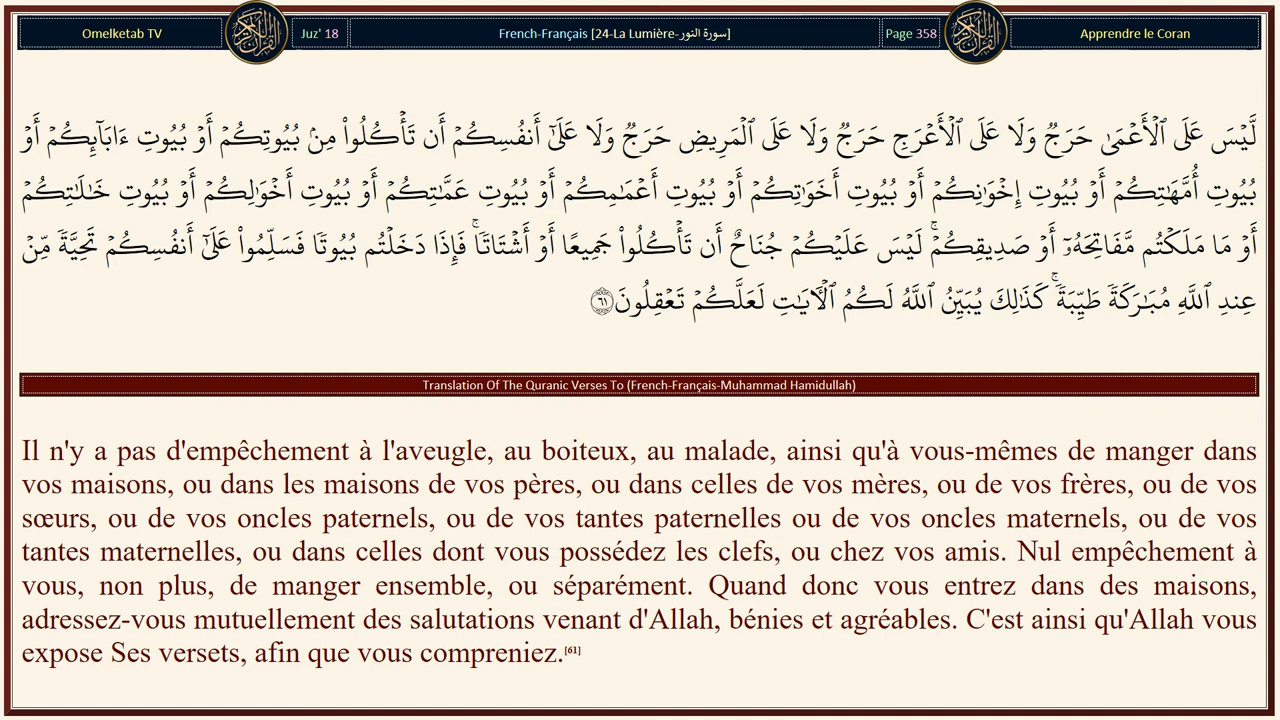 Omelketab TV
Juz' 18
French-Français [24-La Lumière-سورة النور]
Page 358
Apprendre le Coran
لَّيۡسَ عَلَى ٱلۡأَعۡمَىٰ حَرَجٞ وَلَا عَلَى ٱلۡأَعۡرَجِ حَرَجٞ وَلَا عَلَى ٱلۡمَرِيضِ حَرَجٞ وَلَا عَلَىٰٓ أَنفُسِكُمۡ أَن تَأۡكُلُواْ مِنۢ بُيُوتِكُمۡ أَوۡ بُيُوتِ ءَابَآئِكُمۡ أَوۡ
بُيُوتِ أُمَّهَٰتِكُمۡ أَوۡ بُيُوتِ إِخۡوَٰنِكُمۡ أَوۡ بُيُوتِ أَخَوَٰتِكُمۡ أَوۡ بُيُوتِ أَعۡمَٰمِكُمۡ أَوۡ بُيُوتِ عَمَّٰتِكُمۡ أَوۡ بُيُوتِ أَخۡوَٰلِكُمۡ أَوۡ بُيُوتِ خَٰلَٰتِكُمۡ
أَوۡ مَا مَلَكۡتُم مَّفَاتِحَهُۥٓ أَوۡ صَدِيقِكُمۡۚ لَيۡسَ عَلَيۡكُمۡ جُنَاحٌ أَن تَأۡكُلُواْ جَمِيعًا أَوۡ أَشۡتَاتٗاۚ فَإِذَا دَخَلۡتُم بُيُوتٗا فَسَلِّمُواْ عَلَىٰٓ أَنفُسِكُمۡ تَحِيَّةٗ مِّنۡ
عِندِ ٱللَّهِ مُبَٰرَكَةٗ طَيِّبَةٗۚ كَذَٰلِكَ يُبَيِّنُ ٱللَّهُ لَكُمُ ٱلۡأٓيَٰتِ لَعَلَّكُمۡ تَعۡقِلُونَ ٦١
Translation Of The Quranic Verses To (French-Français-Muhammad Hamidullah)
Il n'y a pas d'empêchement à l'aveugle, au boiteux, au malade, ainsi qu'à vous-mêmes de manger dans
vos maisons, ou dans les maisons de vos pères, ou dans celles de vos mères, ou de vos frères, ou de vos
sœurs, ou de vos oncles paternels, ou de vos tantes paternelles ou de vos oncles maternels, ou de vos
tantes maternelles, ou dans celles dont vous possédez les clefs, ou chez vos amis. Nul empêchement à
vous, non plus, de manger ensemble, ou séparément. Quand donc vous entrez dans des maisons,
adressez-vous mutuellement des salutations venant d'Allah, bénies et agréables. C'est ainsi qu'Allah vous
expose Ses versets, afin que vous compreniez.[61]